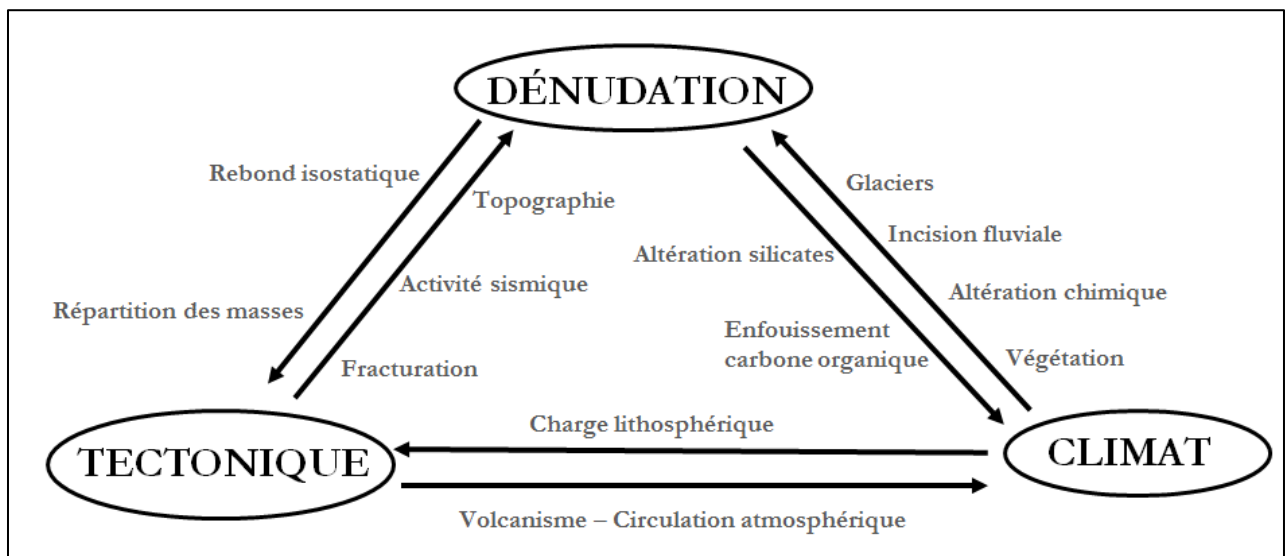 DÉNUDATION
Rebond isostatique
Topographie
Glaciers
Incision fluviale
Altération silicates
Activité sismique
Altération chimique
Répartition des masses
Enfouissement
carbone organique
Végétation
Fracturation
Charge lithosphérique
TECTONIQUE
CLIMAT
Volcanisme – Circulation atmosphérique